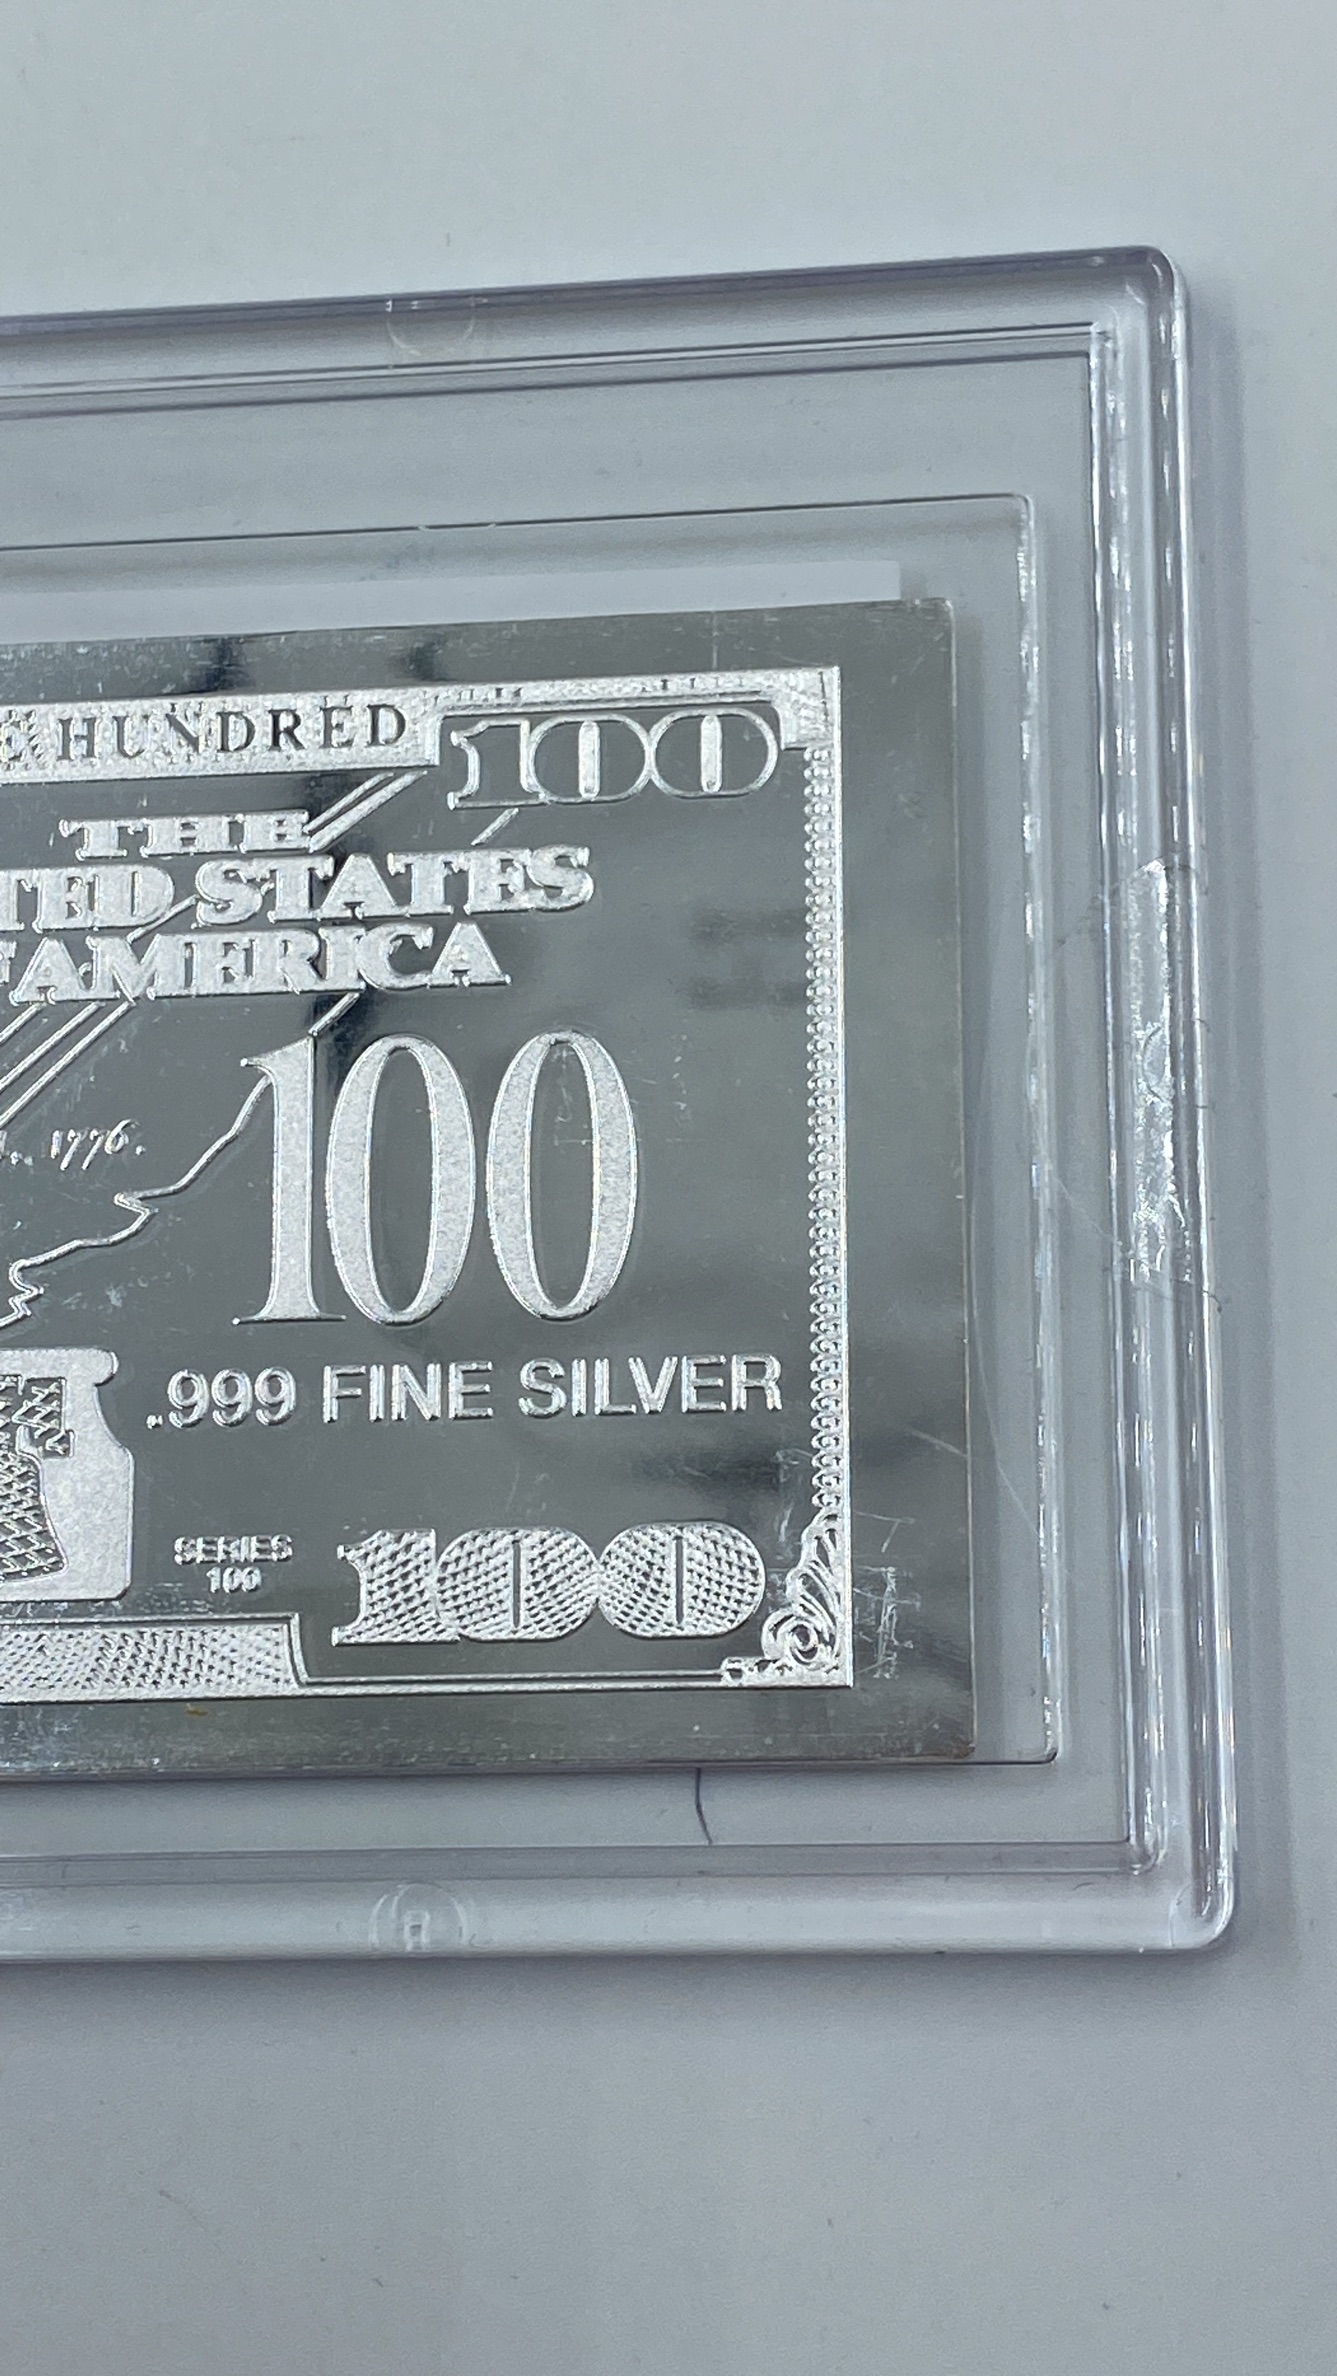 HUNDRED 100
THE
TED STATES
AMERICA
1776.
100
.999 FINE SILVER
SERIES
100
100